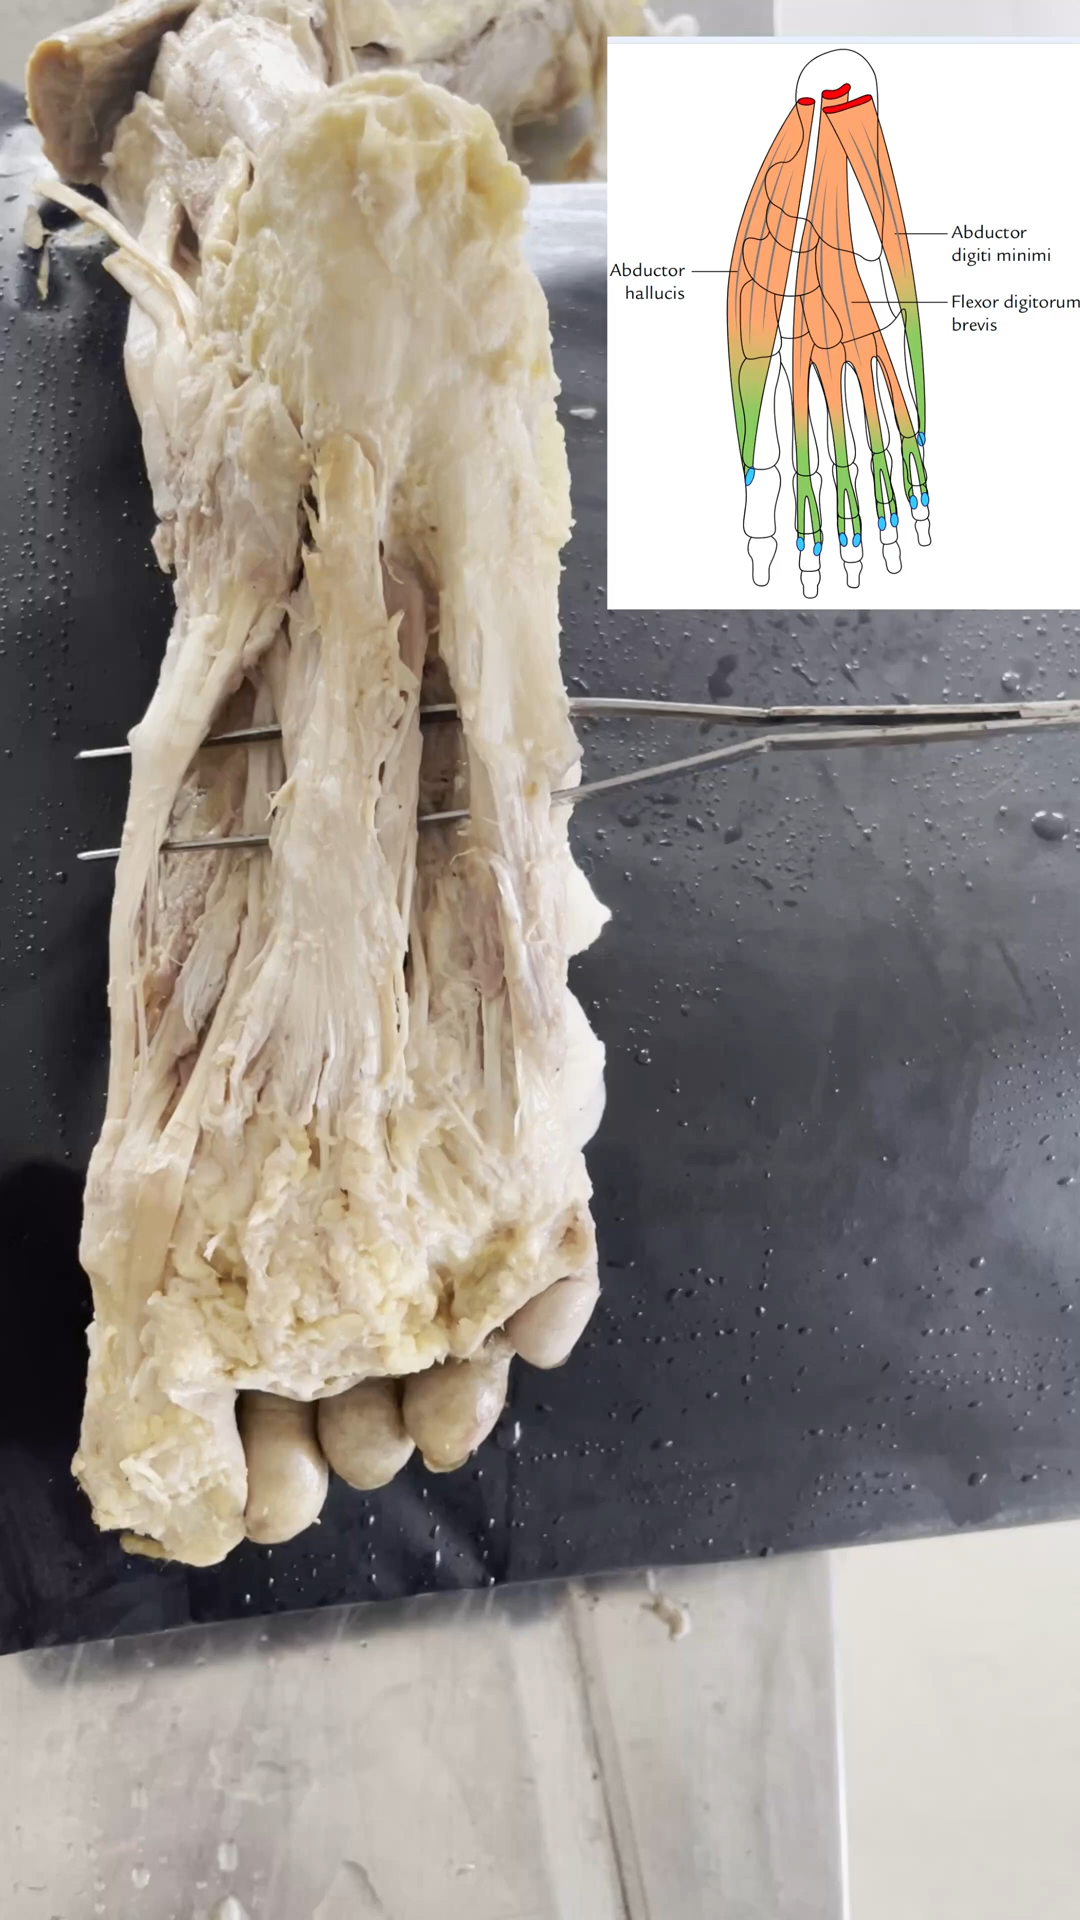 Abductor
digiti minimi
Abductor
hallucis
Flexor digitorum
brevis